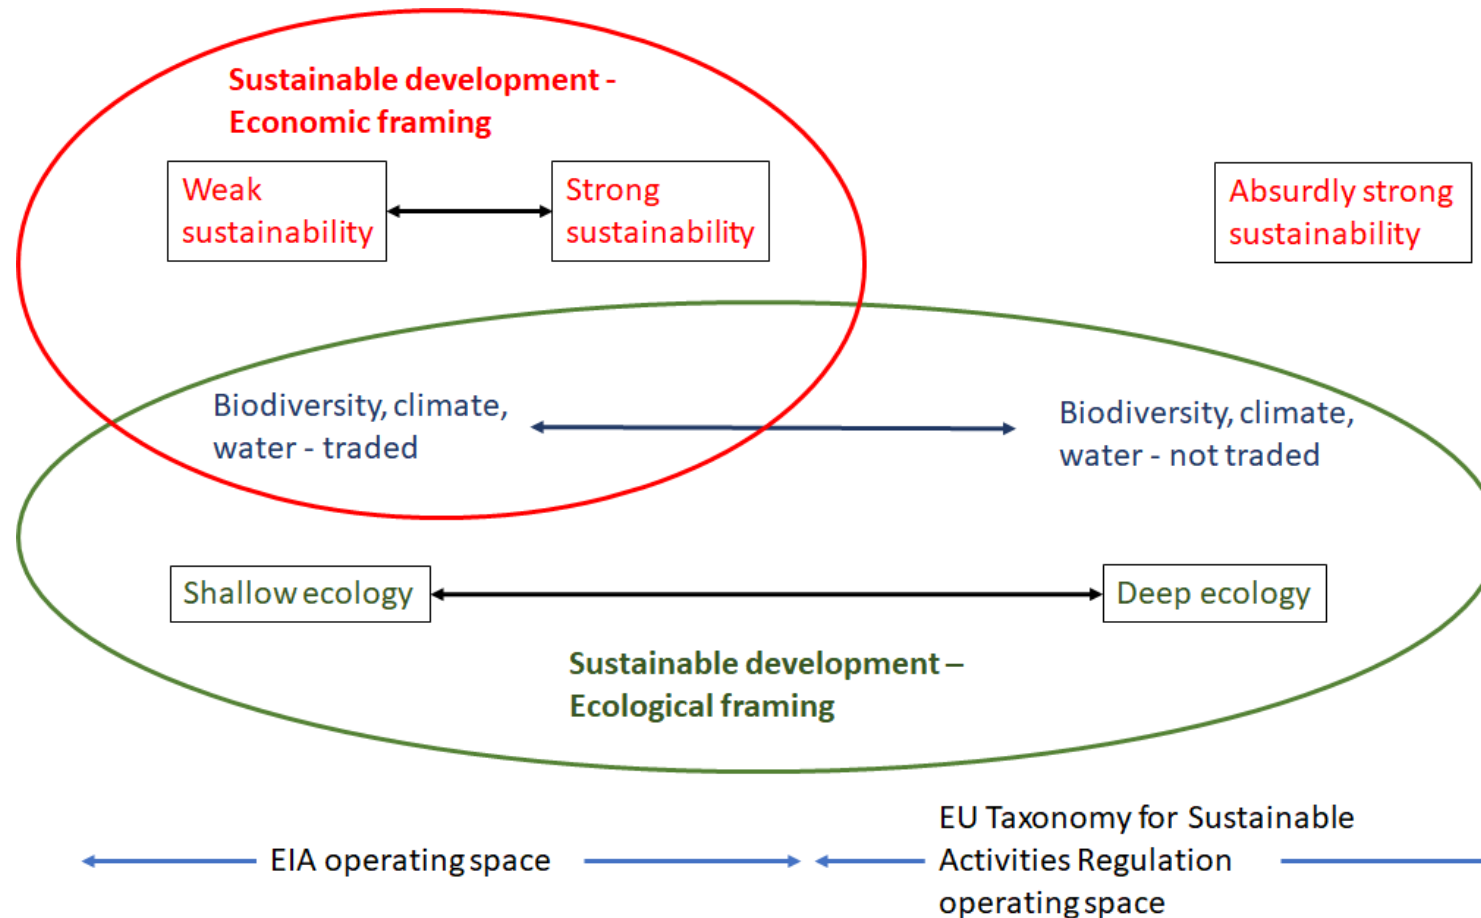 Sustainable development -
Economic framing
Weak
sustainability
Strong
sustainability
Absurdly strong
sustainability
Biodiversity, climate,
water - traded
Biodiversity, climate,
water - not traded
Shallow ecology
Deep ecology
Sustainable development –
Ecological framing
EIA operating space
EU Taxonomy for Sustainable
Activities Regulation
operating space